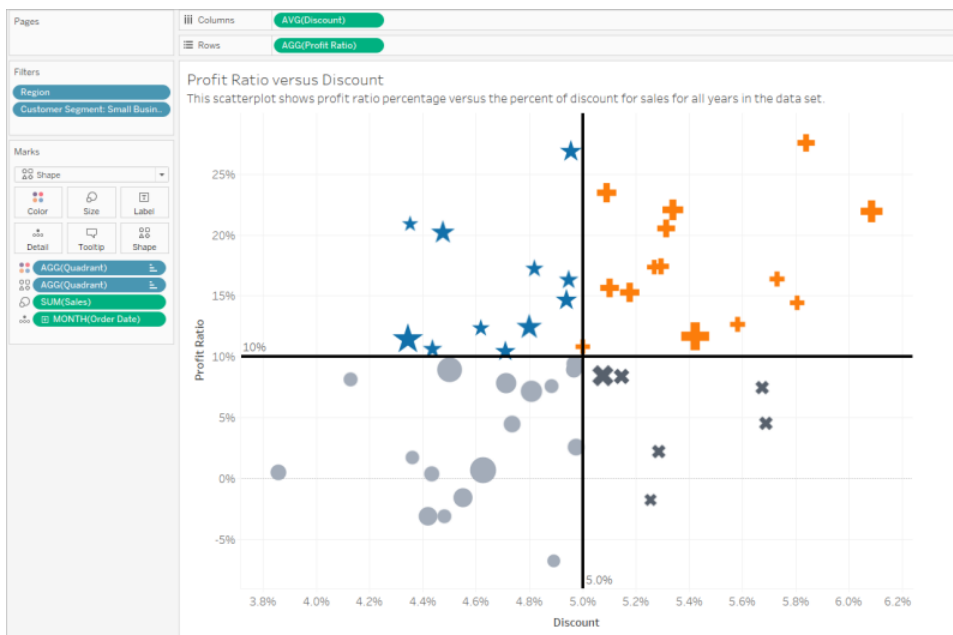 Pages
Columns
AVG(Discount)
Rows
AGG(Profit Ratio)
Filters
Region
Customer Segment: Small Busin..
Marks
Shape
Color
Size
Label
Detail
Tooltip
Shape
AGG(Quadrant)
AGG(Quadrant)
SUM(Sales)
MONTH(Order Date)
Profit Ratio versus Discount
This scatterplot shows profit ratio percentage versus the percent of discount for sales for all years in the data set.
Profit Ratio
25%
20%
15%
10%
10%
5%
0%
-5%
5.0%
3.8% 4.0% 4.2% 4.4% 4.6% 4.8% 5.0% 5.2% 5.4% 5.6% 5.8% 6.0% 6.2%
Discount